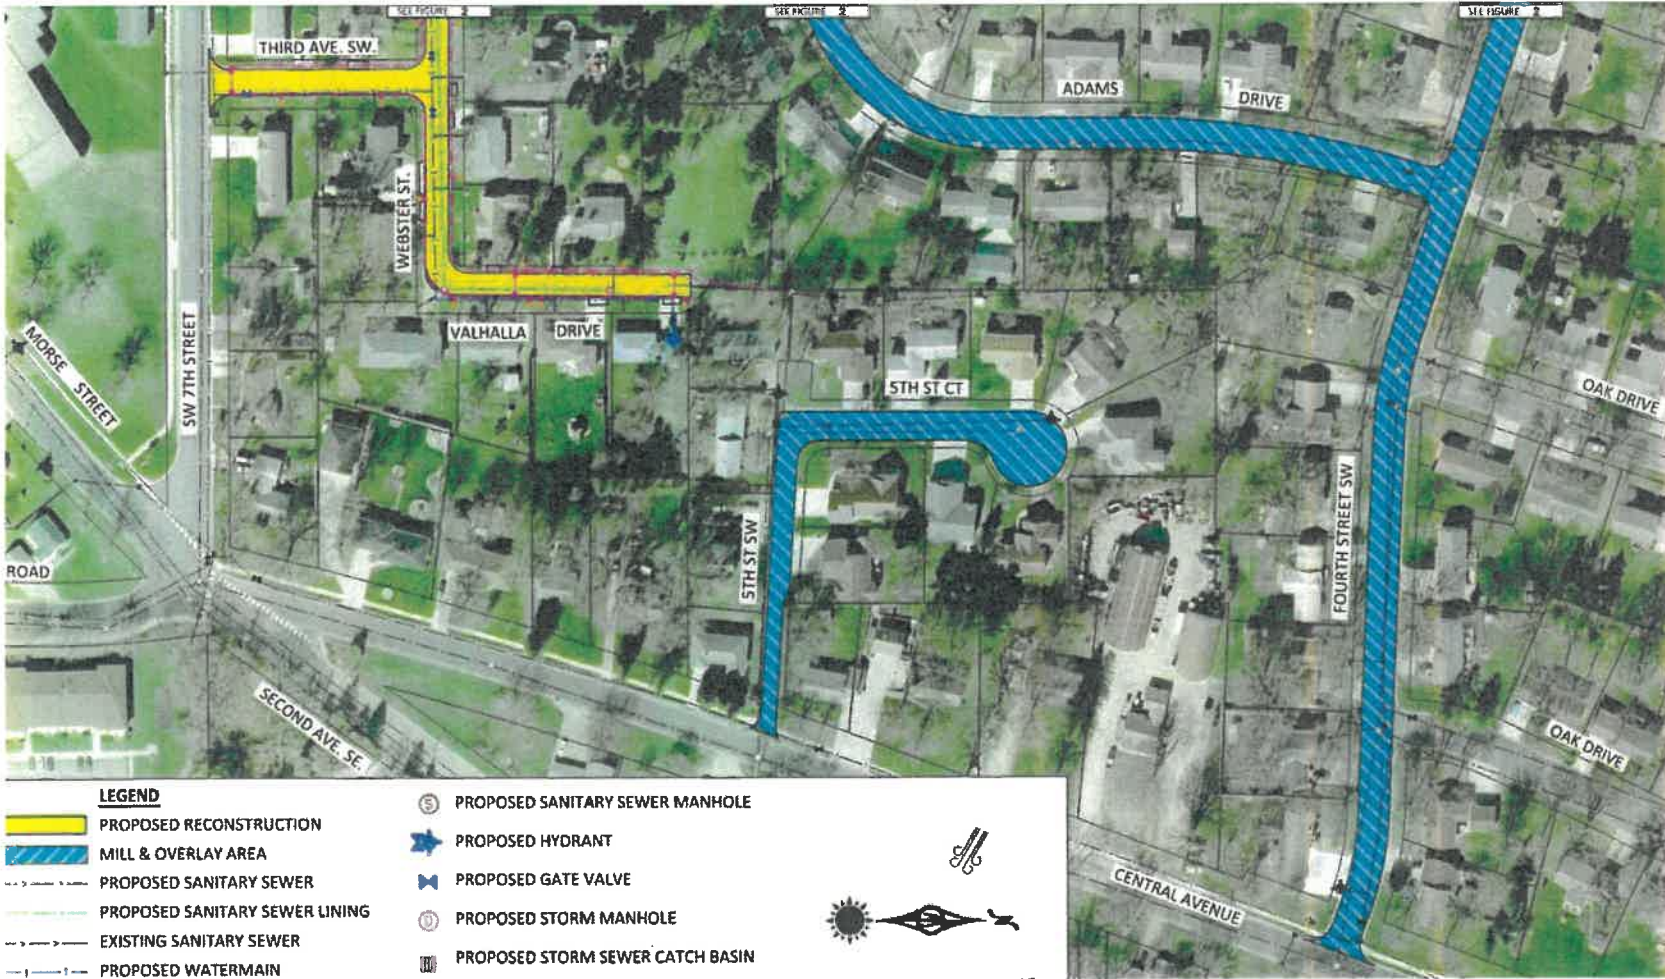 SEE FIGURE 2
SEE FIGURE 2
SEE FIGURE 2
THIRD AVE. SW.
ADAMS
DRIVE
WEBSTER ST.
MORSE STREET
SW 7TH STREET
VALHALLA
DRIVE
5TH ST CT
OAK DRIVE
5TH ST SW
FOURTH STREET SW
ROAD
SECOND AVE. SE.
OAK DRIVE
CENTRAL AVENUE
LEGEND
PROPOSED RECONSTRUCTION
MILL & OVERLAY AREA
PROPOSED SANITARY SEWER
PROPOSED SANITARY SEWER LINING
EXISTING SANITARY SEWER
PROPOSED WATERMAIN
PROPOSED SANITARY SEWER MANHOLE
PROPOSED HYDRANT
PROPOSED GATE VALVE
PROPOSED STORM MANHOLE
PROPOSED STORM SEWER CATCH BASIN